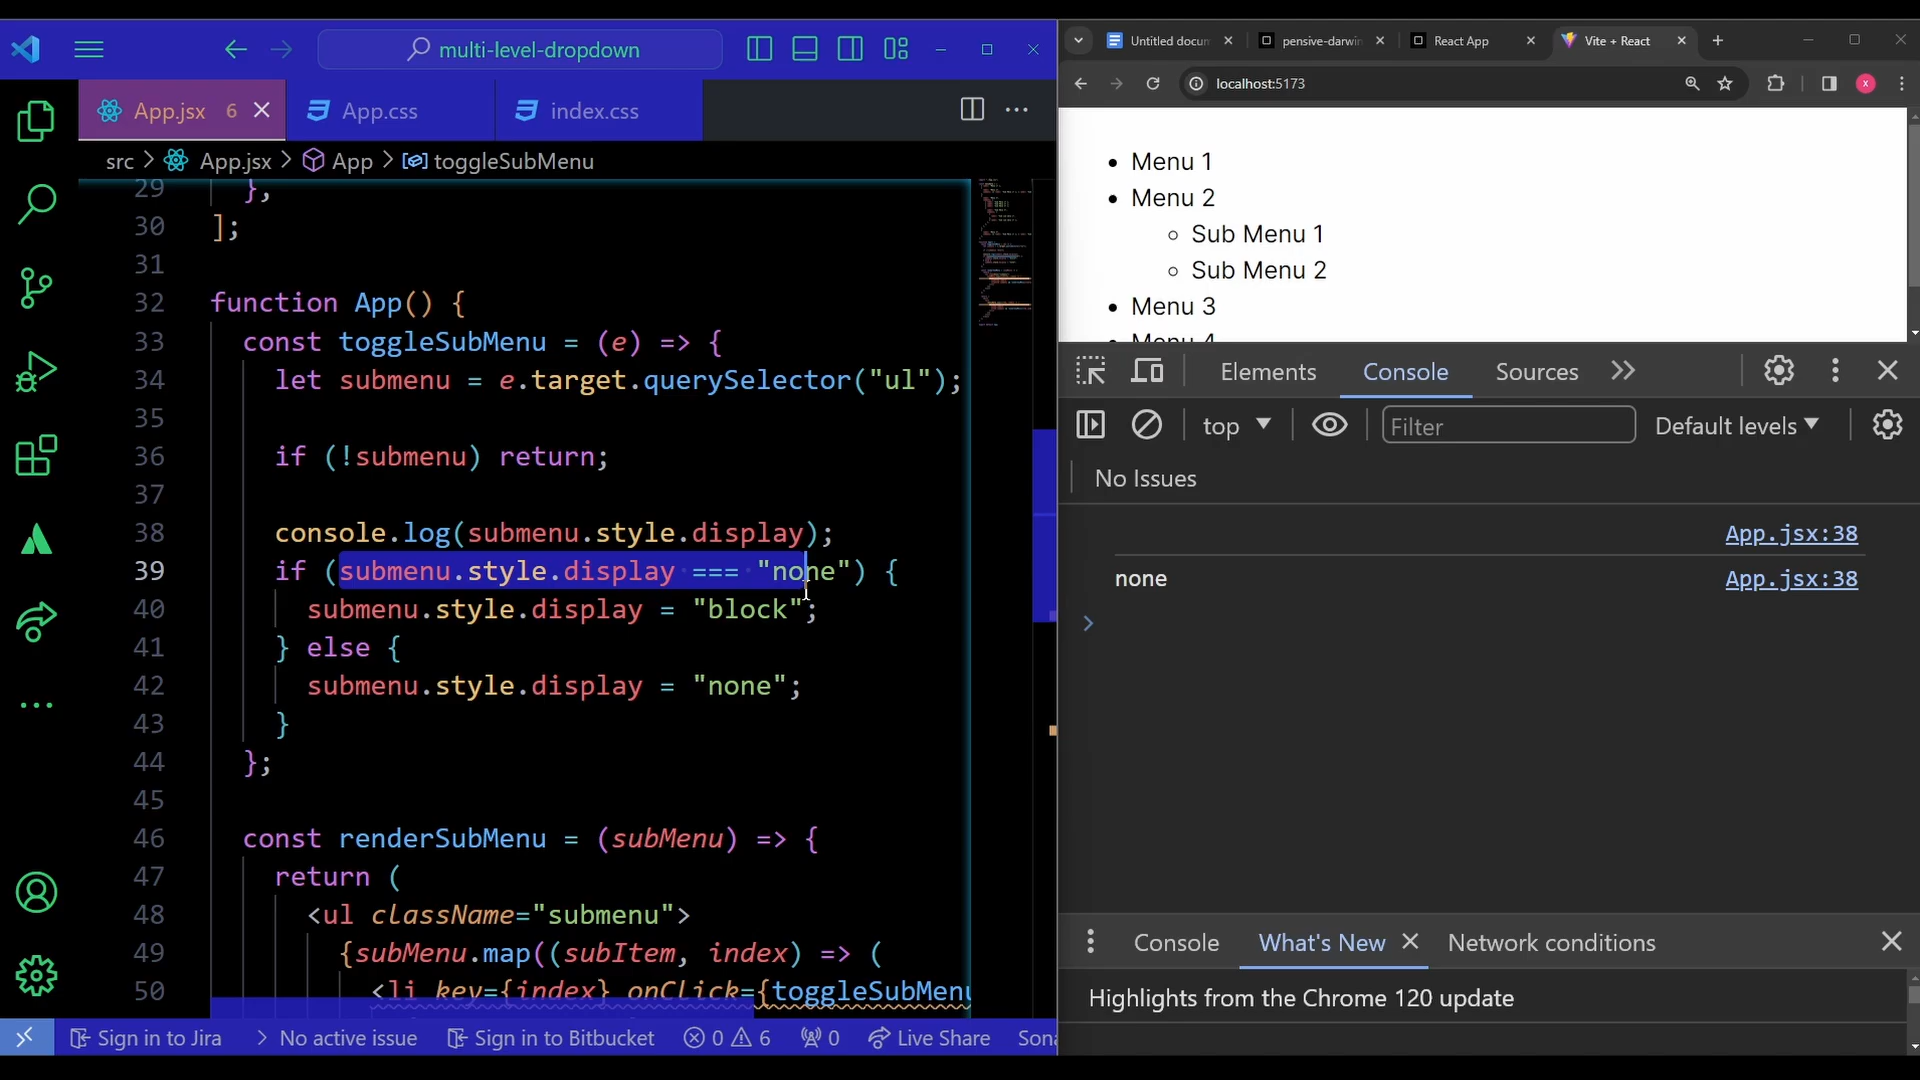 multi-level-dropdown
App.jsx 6
App.css
index.css
src > App.jsx > App > toggleSubMenu
29 },
30 ];
31
32 function App() {
33 const toggleSubMenu = (e) => {
34 let submenu = e.target.querySelector("ul");
35
36 if (!submenu) return;
37
38 console.log(submenu.style.display);
39 if (submenu.style.display === "none") {
40 submenu.style.display = "block";
41 } else {
42 submenu.style.display = "none";
43 }
44 };
45
46 const renderSubMenu = (subMenu) => {
47 return (
48 <ul className="submenu">
49 {subMenu.map((subItem, index) => (
50 <li key={index} onClick={toggleSubMenu
Sign in to Jira
No active issue
Sign in to Bitbucket
0
6
0
Live Share
Sona
Untitled docum
pensive-darwin
React App
Vite + React
localhost:5173
Menu 1
Menu 2
Sub Menu 1
Sub Menu 2
Menu 3
Menu 4
Elements
Console
Sources
top
Filter
Default levels
No Issues
App.jsx:38
none App.jsx:38
Console
What's New
Network conditions
Highlights from the Chrome 120 update